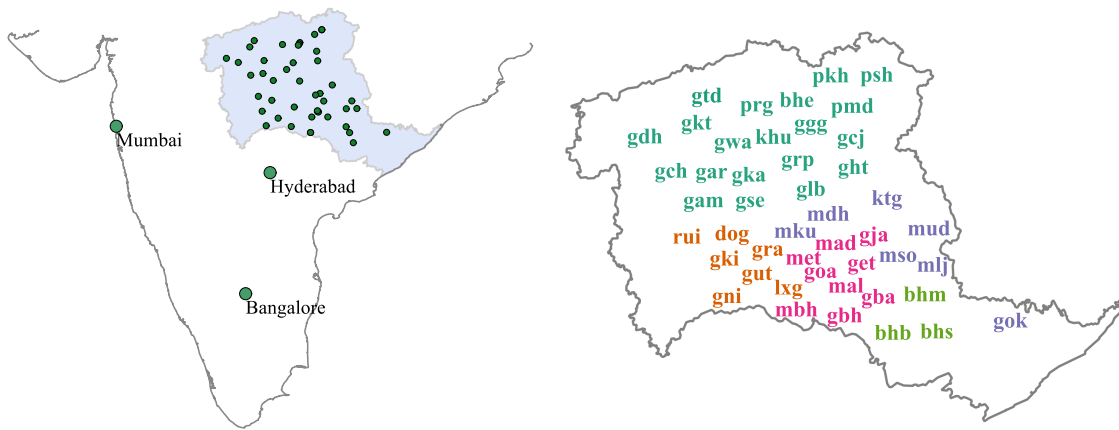 Mumbai
Hyderabad
Bangalore
pkh psh
gtd prg bhe pmd
gkt ggg
gdh gwa khu gcj
gch gar gka grp ght
gam gse glb ktg
mdh
rui dog mku mad gja mud
gki gra met goa get mso mlj
gut
gni lxg mal gba bhm
mbh gbh gok
bhb bhs